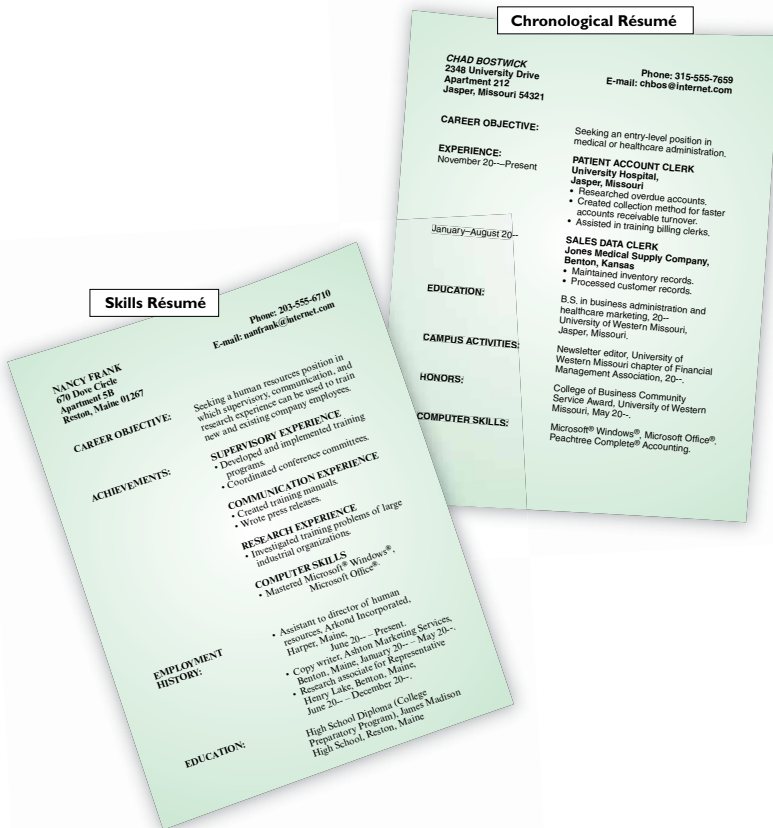 Chronological Résumé
CHAD BOSTWICK
2348 University Drive
Apartment 212
Jasper, Missouri 54321
Phone: 315-555-7659
E-mail: chbos@internet.com
CAREER OBJECTIVE:
Seeking an entry-level position in
medical or healthcare administration.
EXPERIENCE:
November 20--–Present
PATIENT ACCOUNT CLERK
University Hospital,
Jasper, Missouri
• Researched overdue accounts.
• Created collection method for faster
accounts receivable turnover.
• Assisted in training billing clerks.
January–August 20--
SALES DATA CLERK
Jones Medical Supply Company,
Benton, Kansas
• Maintained inventory records.
• Processed customer records.
EDUCATION:
B.S. in business administration and
healthcare marketing, 20--
University of Western Missouri,
Jasper, Missouri.
CAMPUS ACTIVITIES:
Newsletter editor, University of
Western Missouri chapter of Financial
Management Association, 20--.
HONORS:
College of Business Community
Service Award, University of Western
Missouri, May 20--.
COMPUTER SKILLS:
Microsoft® Windows®, Microsoft Office®,
Peachtree Complete® Accounting.
Skills Résumé
NANCY FRANK
670 Dove Circle
Apartment 5B
Reston, Maine 01267
Phone: 203-555-6710
E-mail: nanfrank@internet.com
CAREER OBJECTIVE:
Seeking a human resources position in
which supervisory, communication, and
research experience can be used to train
new and existing company employees.
ACHIEVEMENTS:
SUPERVISORY EXPERIENCE
• Developed and implemented training
programs.
• Coordinated conference committees.
COMMUNICATION EXPERIENCE
• Created training manuals.
• Wrote press releases.
RESEARCH EXPERIENCE
• Investigated training problems of large
industrial organizations.
COMPUTER SKILLS
• Mastered Microsoft® Windows®,
Microsoft Office®.
EMPLOYMENT
HISTORY:
• Assistant to director of human
resources, Arkond Incorporated,
Harper, Maine,
June 20-- –Present.
• Copy writer, Ashton Marketing Services,
Benton, Maine, January 20-- – May 20--.
• Research associate for Representative
Henry Lake, Benton, Maine,
June 20-- – December 20--.
EDUCATION:
High School Diploma (College
Preparatory Program), James Madison
High School, Reston, Maine